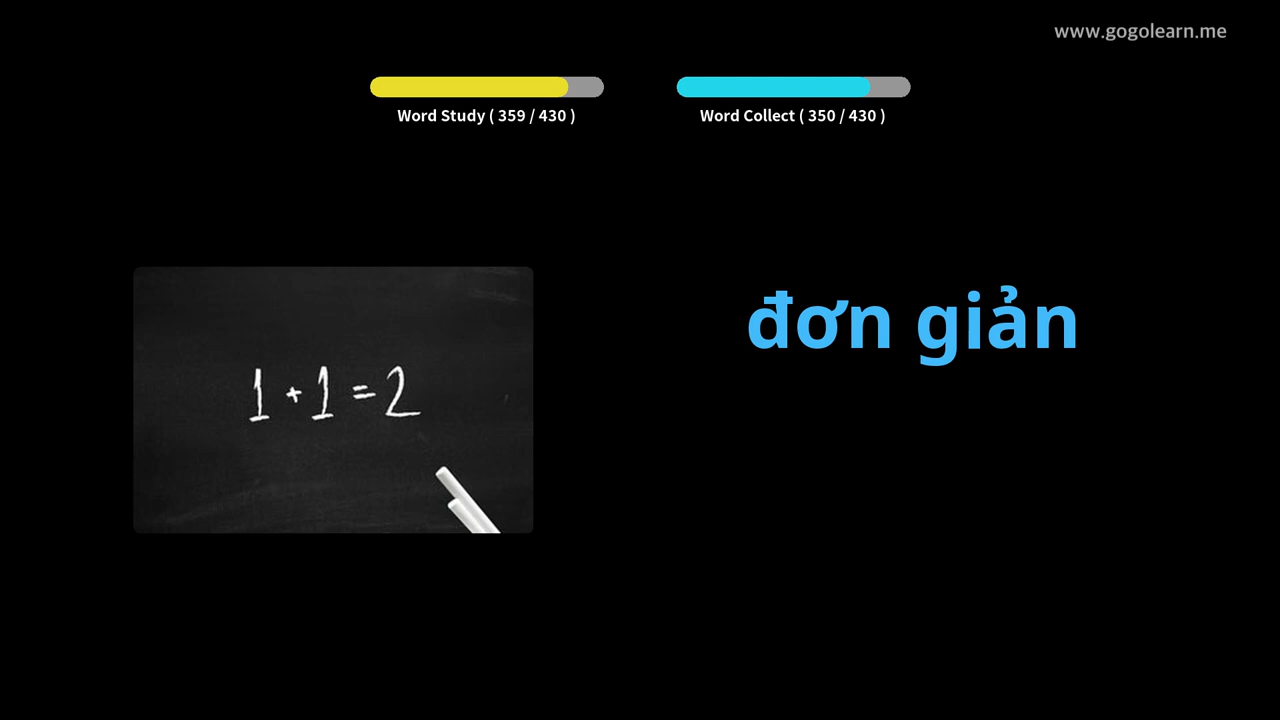 www.gogolearn.me
Word Study ( 359 / 430 )
Word Collect ( 350 / 430 )
đơn giản
1 + 1 = 2